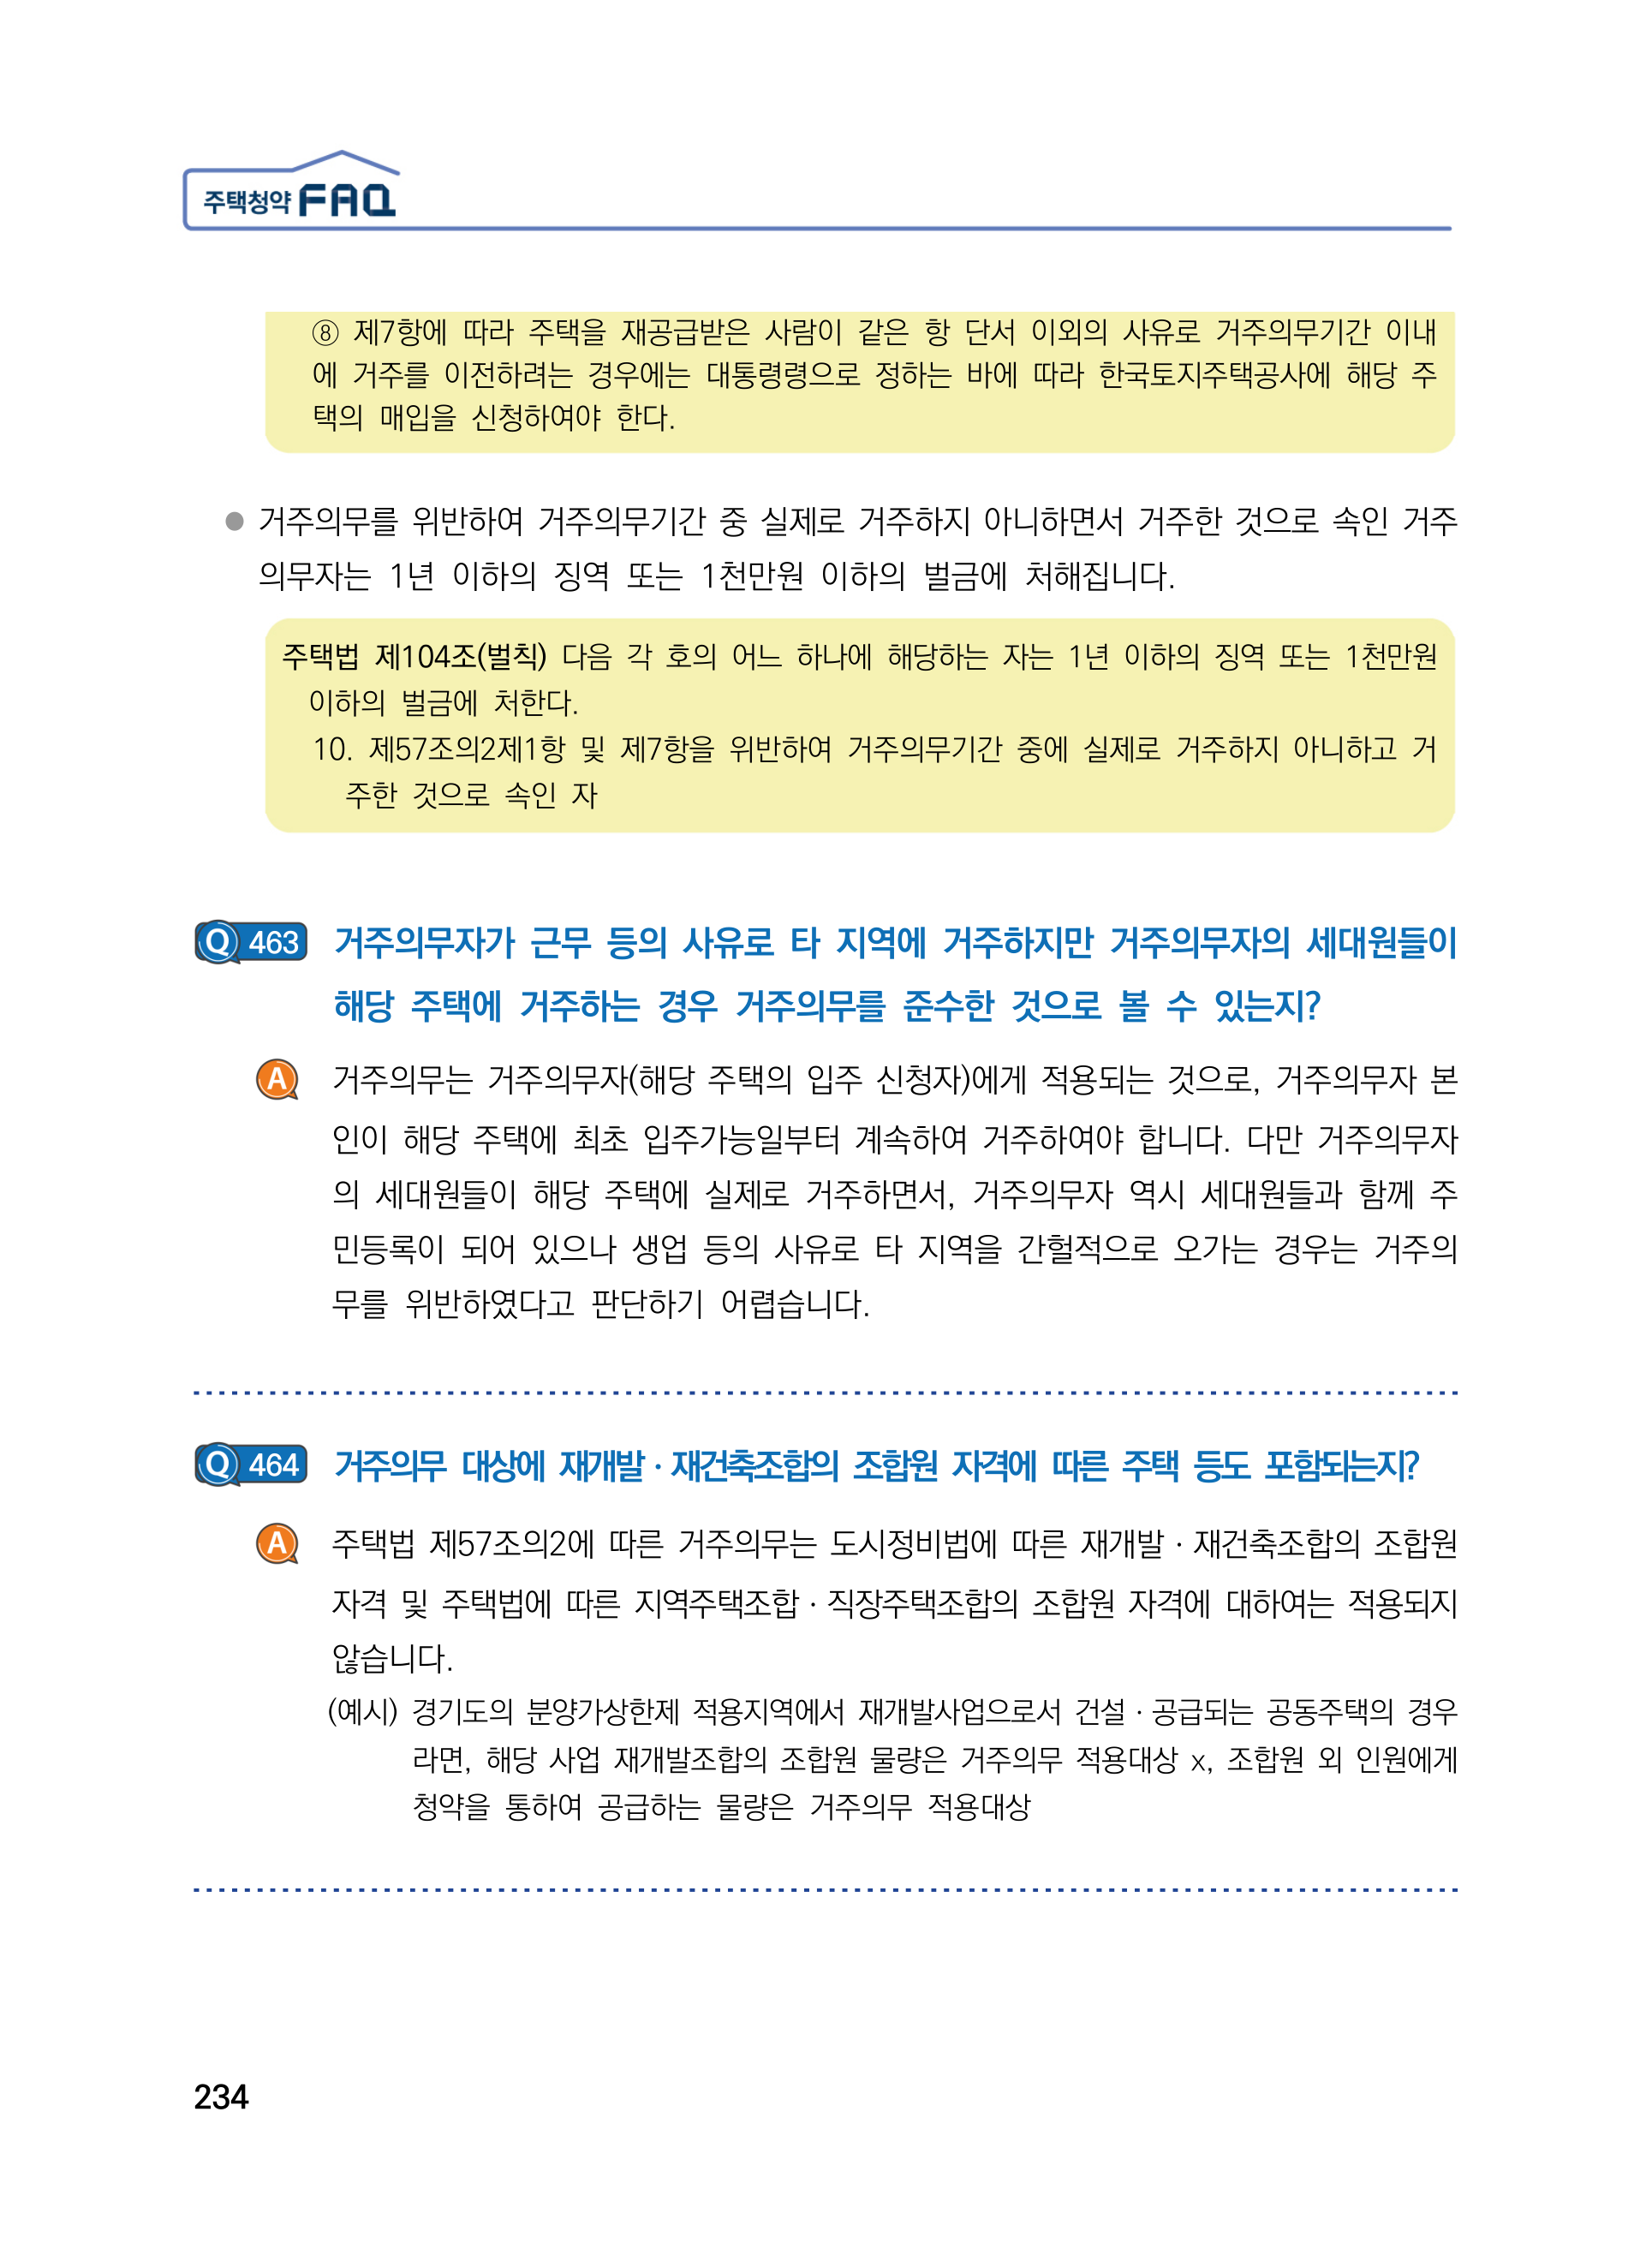 주택청약 FAQ
⑧ 제7항에 따라 주택을 재공급받은 사람이 같은 항 단서 이외의 사유로 거주의무기간 이내
에 거주를 이전하려는 경우에는 대통령령으로 정하는 바에 따라 한국토지주택공사에 해당 주
택의 매입을 신청하여야 한다.
● 거주의무를 위반하여 거주의무기간 중 실제로 거주하지 아니하면서 거주한 것으로 속인 거주
의무자는 1년 이하의 징역 또는 1천만원 이하의 벌금에 처해집니다.
주택법 제104조(벌칙) 다음 각 호의 어느 하나에 해당하는 자는 1년 이하의 징역 또는 1천만원
이하의 벌금에 처한다.
10. 제57조의2제1항 및 제7항을 위반하여 거주의무기간 중에 실제로 거주하지 아니하고 거
주한 것으로 속인 자
Q 463 거주의무자가 근무 등의 사유로 타 지역에 거주하지만 거주의무자의 세대원들이
해당 주택에 거주하는 경우 거주의무를 준수한 것으로 볼 수 있는지?
A 거주의무는 거주의무자(해당 주택의 입주 신청자)에게 적용되는 것으로, 거주의무자 본
인이 해당 주택에 최초 입주가능일부터 계속하여 거주하여야 합니다. 다만 거주의무자
의 세대원들이 해당 주택에 실제로 거주하면서, 거주의무자 역시 세대원들과 함께 주
민등록이 되어 있으나 생업 등의 사유로 타 지역을 간헐적으로 오가는 경우는 거주의
무를 위반하였다고 판단하기 어렵습니다.
Q 464 거주의무 대상에 재개발·재건축조합의 조합원 자격에 따른 주택 등도 포함되는지?
A 주택법 제57조의2에 따른 거주의무는 도시정비법에 따른 재개발·재건축조합의 조합원
자격 및 주택법에 따른 지역주택조합·직장주택조합의 조합원 자격에 대하여는 적용되지
않습니다.
(예시) 경기도의 분양가상한제 적용지역에서 재개발사업으로서 건설·공급되는 공동주택의 경우
라면, 해당 사업 재개발조합의 조합원 물량은 거주의무 적용대상 x, 조합원 외 인원에게
청약을 통하여 공급하는 물량은 거주의무 적용대상
234